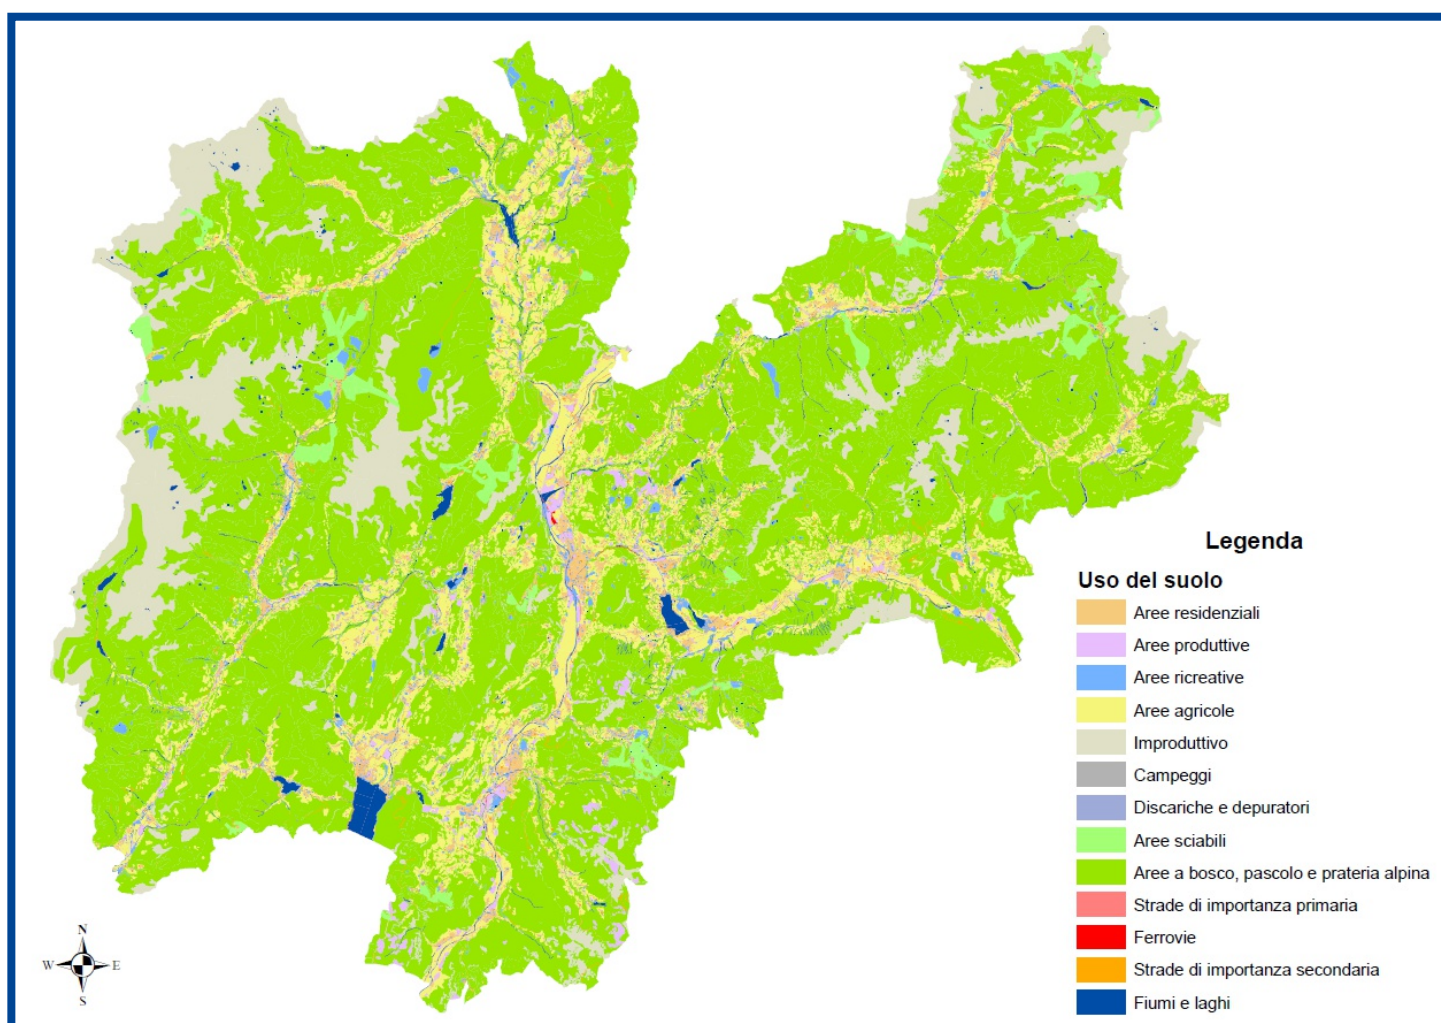 Legenda
Uso del suolo
Aree residenziali
Aree produttive
Aree ricreative
Aree agricole
Improduttivo
Campeggi
Discariche e depuratori
Aree sciabili
Aree a bosco, pascolo e prateria alpina
Strade di importanza primaria
Ferrovie
Strade di importanza secondaria
Fiumi e laghi
N
W E
S